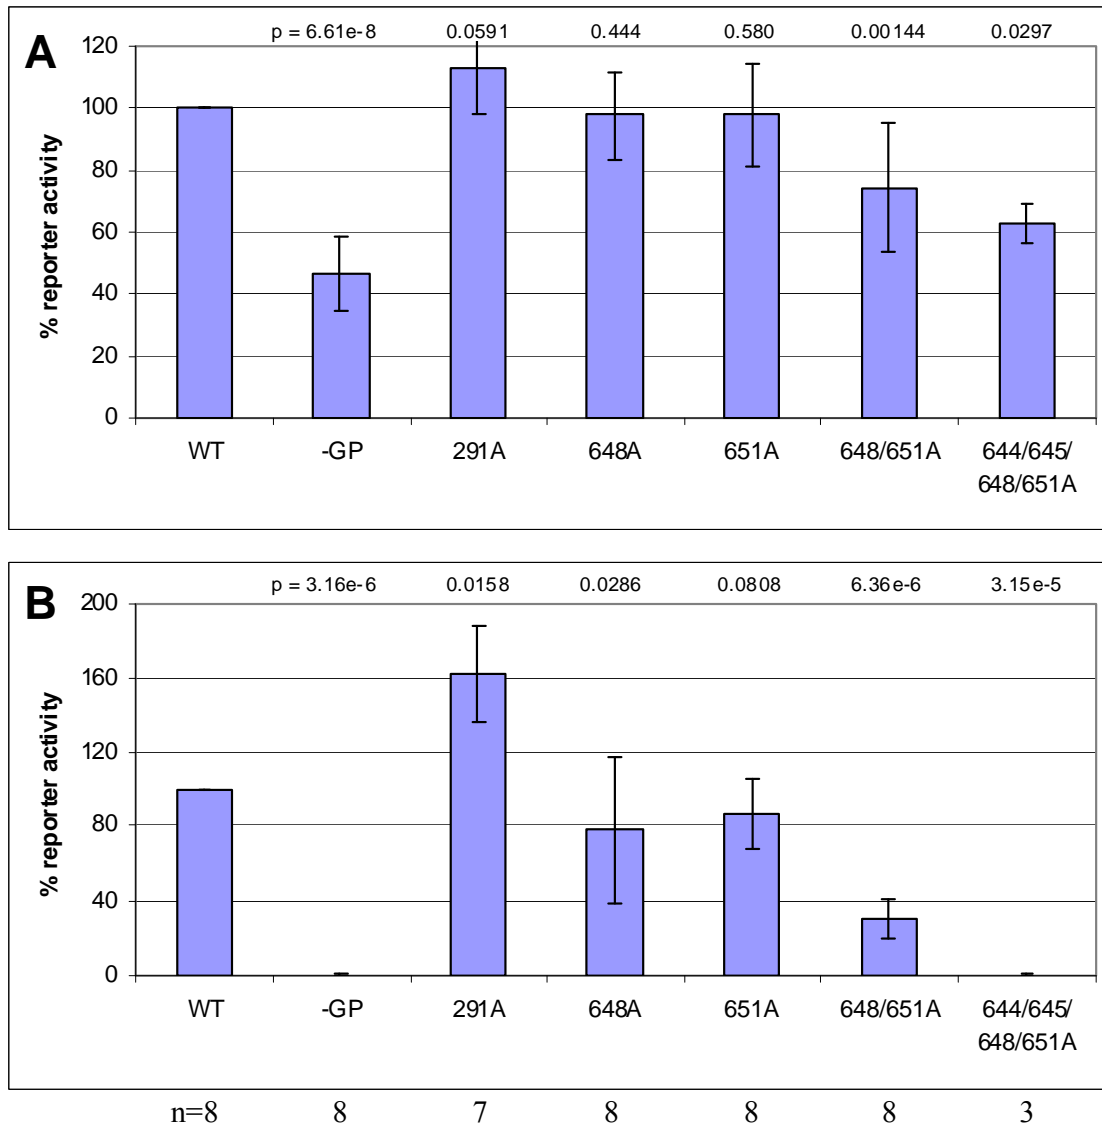 A
p = 6.61e-8 0.0591 0.444 0.580 0.00144 0.0297
120
100
80
60
40
20
0
% reporter activity
WT -GP 291A 648A 651A 648/651A 644/645/
648/651A
B
p = 3.16e-6 0.0158 0.0286 0.0808 6.36e-6 3.15e-5
200
160
120
80
40
0
% reporter activity
WT -GP 291A 648A 651A 648/651A 644/645/
648/651A
n=8 8 7 8 8 8 3